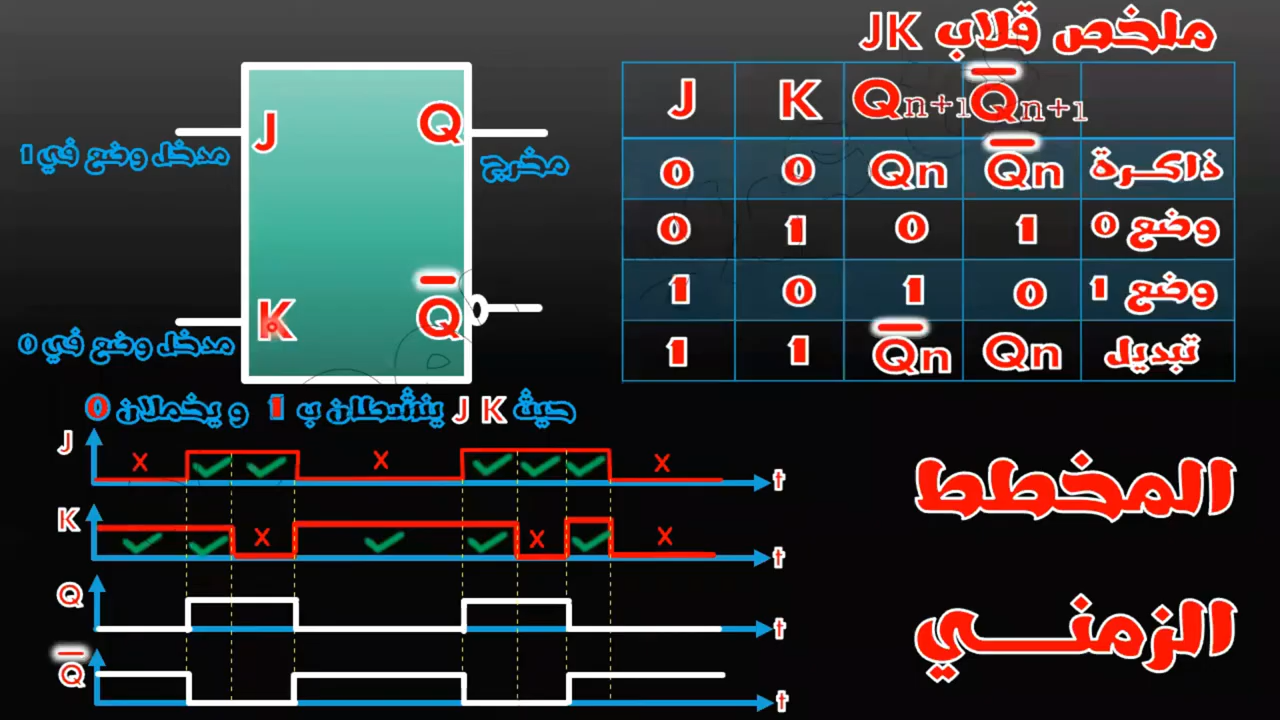 ملخص قلاب JK
J K Qn+1 Q̅n+1
0 0 Qn Q̅n ذاكـرة
0 1 0 1 وضع 0
1 0 1 0 وضع 1
1 1 Q̅n Qn تبديل
J Q
مدخل وضع في 1
مخرج
K Q̅
مدخل وضع في 0
حيث J K ينشطان ب 1 و يخملان 0
J x x x t
K x x x t
Q t
Q̅ t
المخطط
الزمنـــي